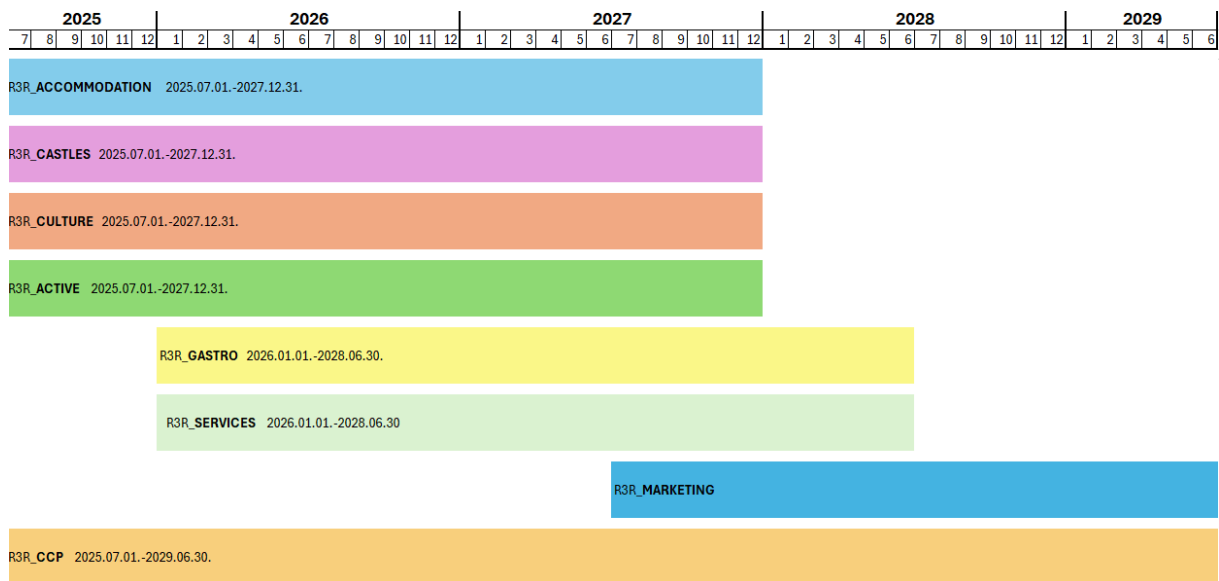 2025 2026 2027 2028 2029
7 8 9 10 11 12 1 2 3 4 5 6 7 8 9 10 11 12 1 2 3 4 5 6 7 8 9 10 11 12 1 2 3 4 5 6 7 8 9 10 11 12 1 2 3 4 5 6
R3R_ACCOMMODATION 2025.07.01.-2027.12.31.
R3R_CASTLES 2025.07.01.-2027.12.31.
R3R_CULTURE 2025.07.01.-2027.12.31.
R3R_ACTIVE 2025.07.01.-2027.12.31.
R3R_GASTRO 2026.01.01.-2028.06.30.
R3R_SERVICES 2026.01.01.-2028.06.30
R3R_MARKETING
R3R_CCP 2025.07.01.-2029.06.30.